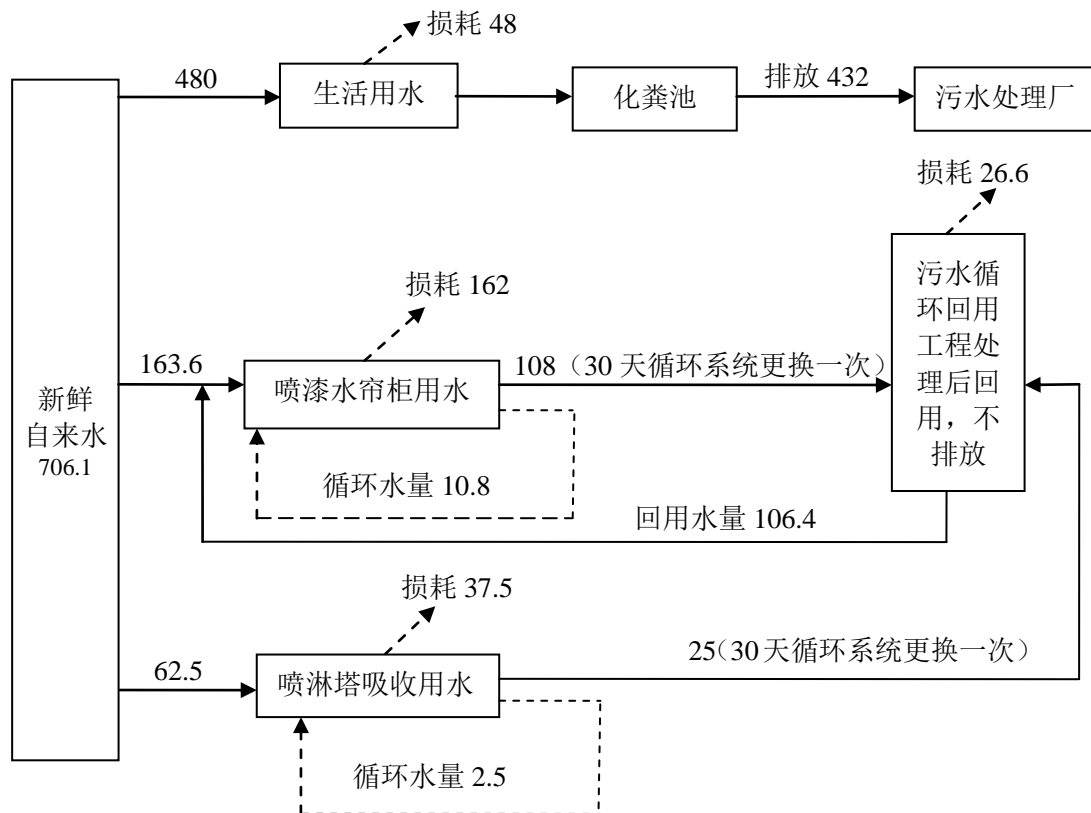 损耗 48
480
生活用水
化粪池
排放 432
污水处理厂
损耗 26.6
污水循
环回用
工程处
理后回
用，不
排放
损耗 162
163.6
喷漆水帘柜用水
108（30 天循环系统更换一次）
新鲜
自来水
706.1
循环水量 10.8
回用水量 106.4
损耗 37.5
62.5
喷淋塔吸收用水
25（30 天循环系统更换一次）
循环水量 2.5